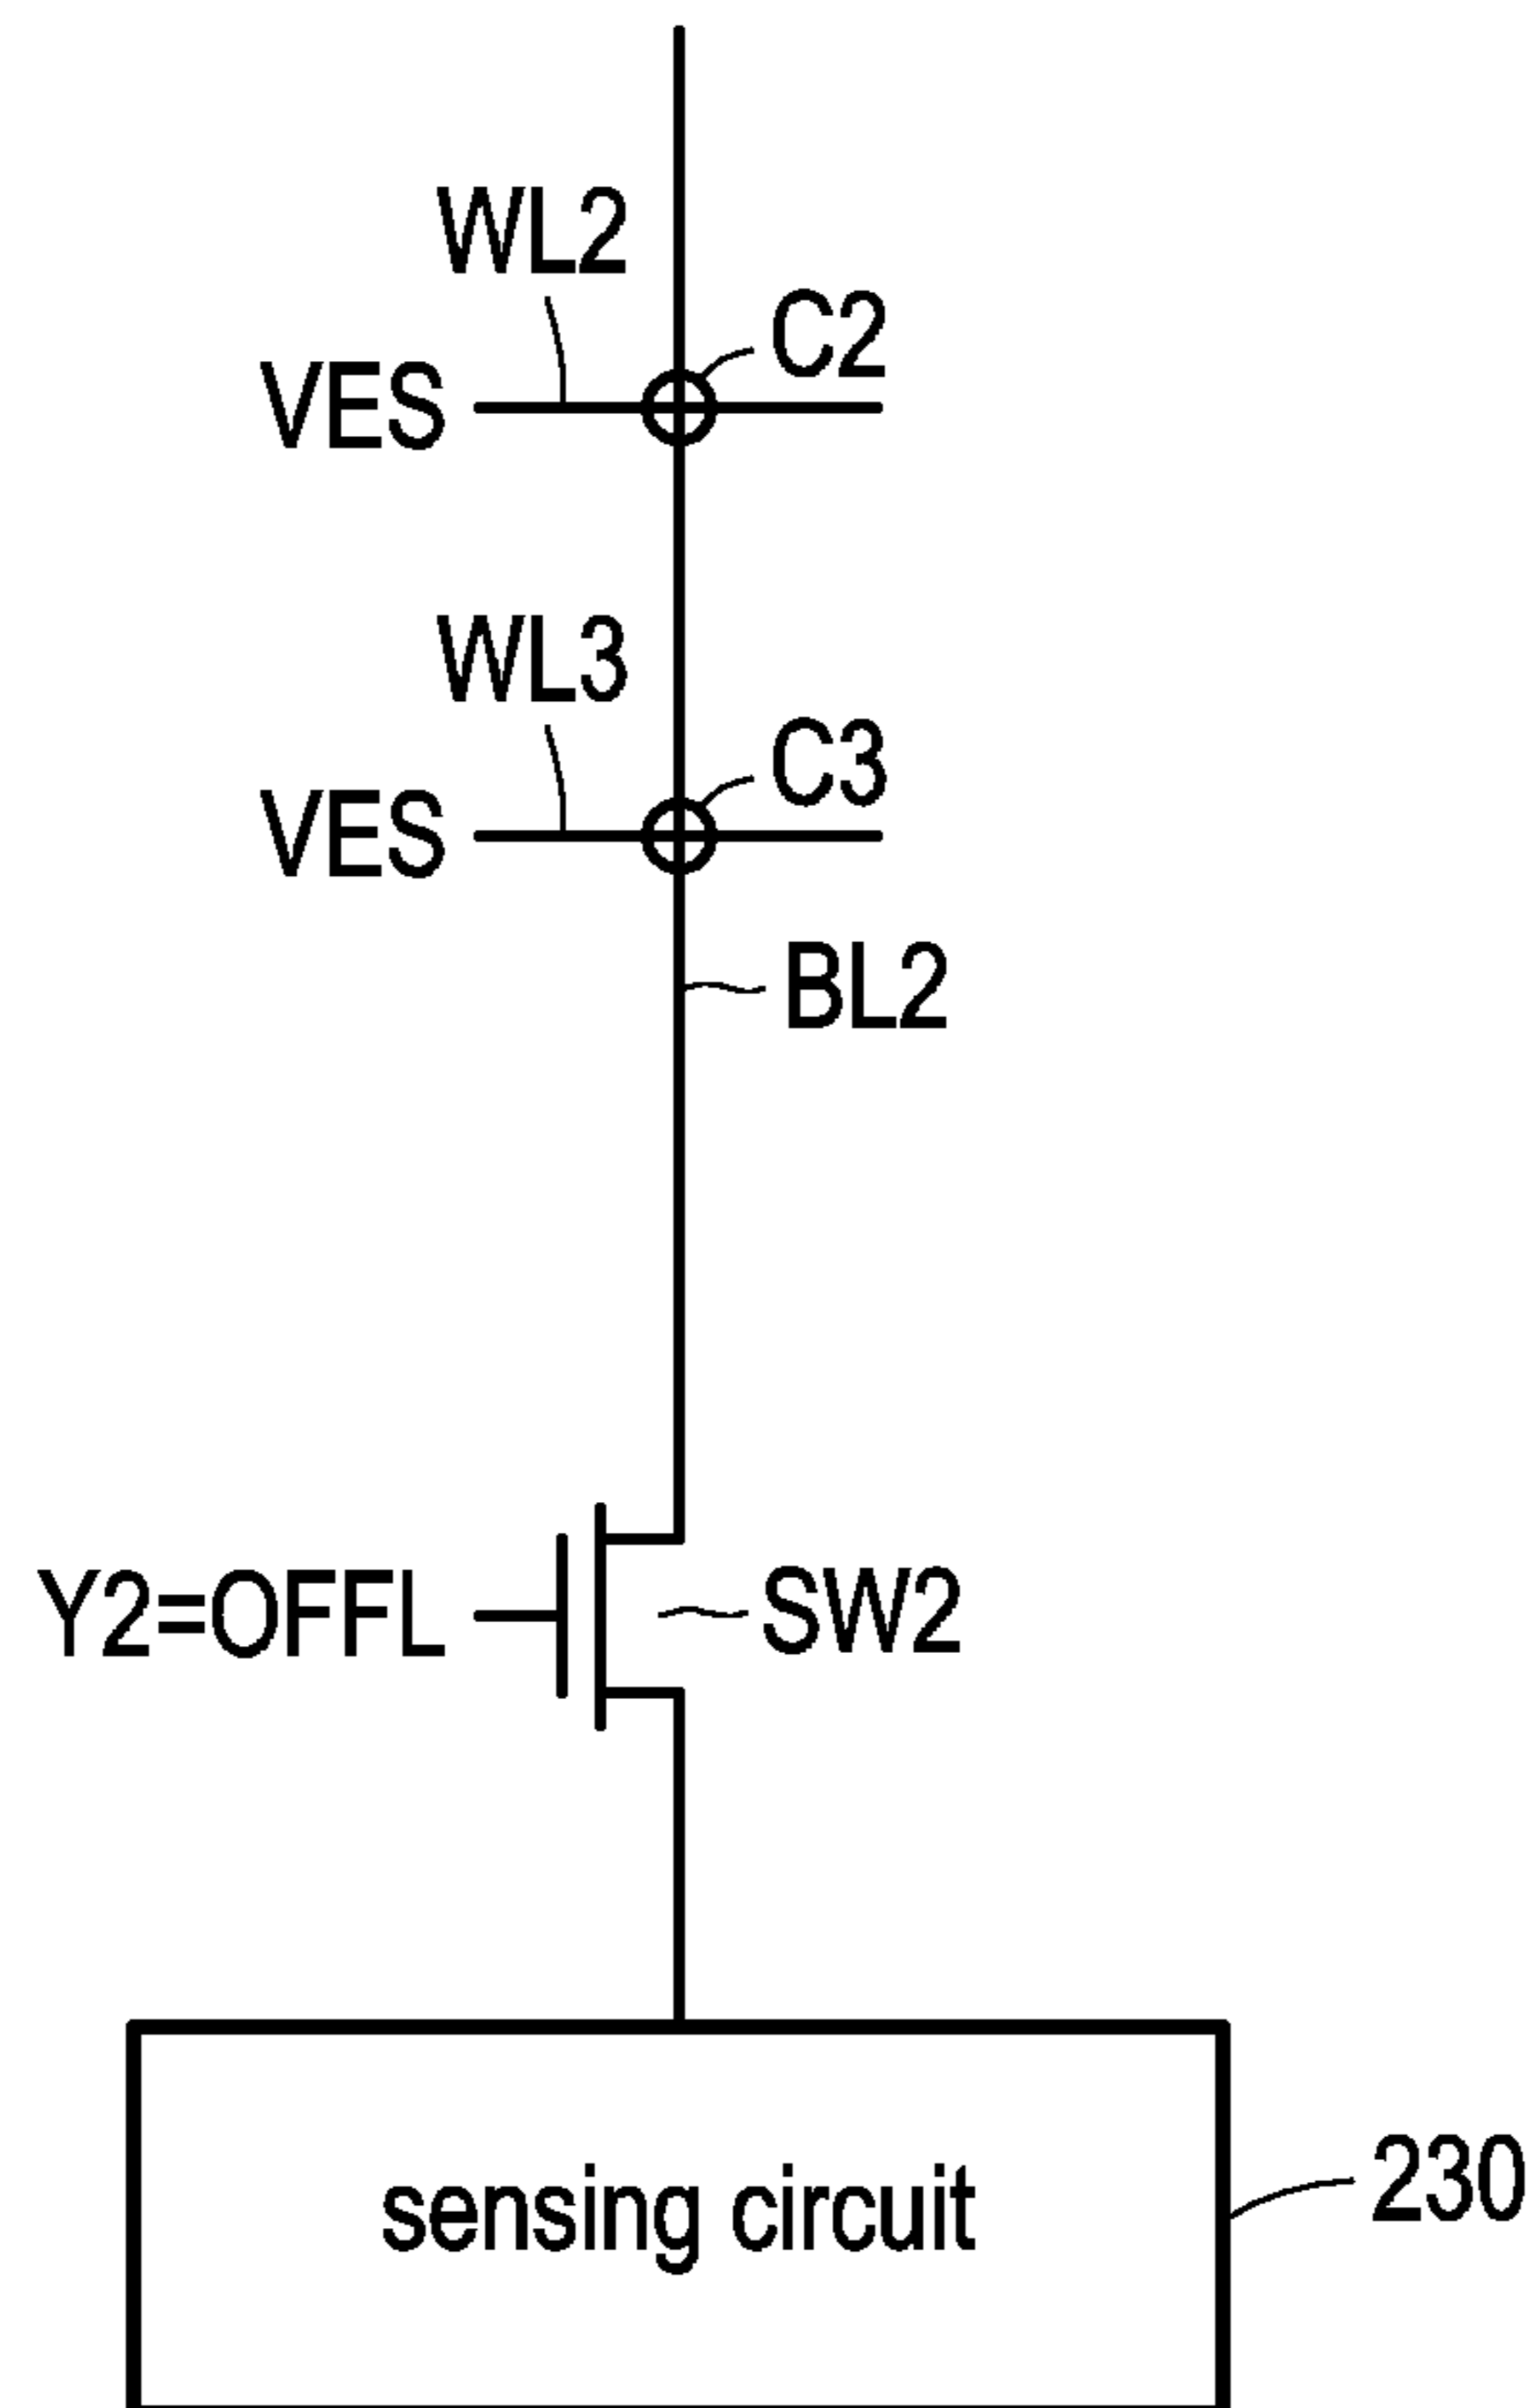 WL2
C2
VES
WL3
C3
VES
BL2
Y2=OFFL
SW2
sensing circuit
230